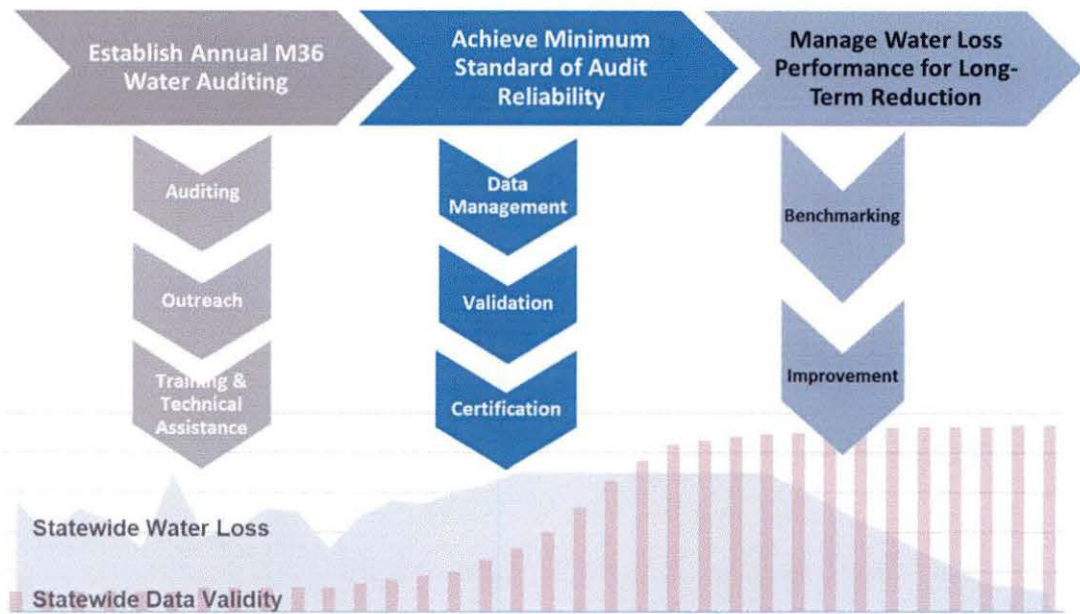 Establish Annual M36
Water Auditing
Achieve Minimum
Standard of Audit
Reliability
Manage Water Loss
Performance for Long-
Term Reduction
Auditing
Outreach
Training &
Technical
Assistance
Data
Management
Validation
Certification
Benchmarking
Improvement
Statewide Water Loss
Statewide Data Validity